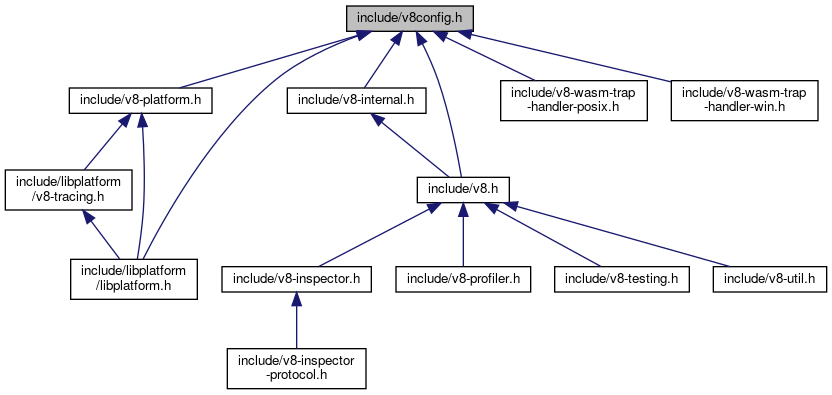 include/v8config.h
include/v8-platform.h
include/v8-internal.h
include/v8-wasm-trap
-handler-posix.h
include/v8-wasm-trap
-handler-win.h
include/libplatform
/v8-tracing.h
include/v8.h
include/libplatform
/libplatform.h
include/v8-inspector.h
include/v8-profiler.h
include/v8-testing.h
include/v8-util.h
include/v8-inspector
-protocol.h